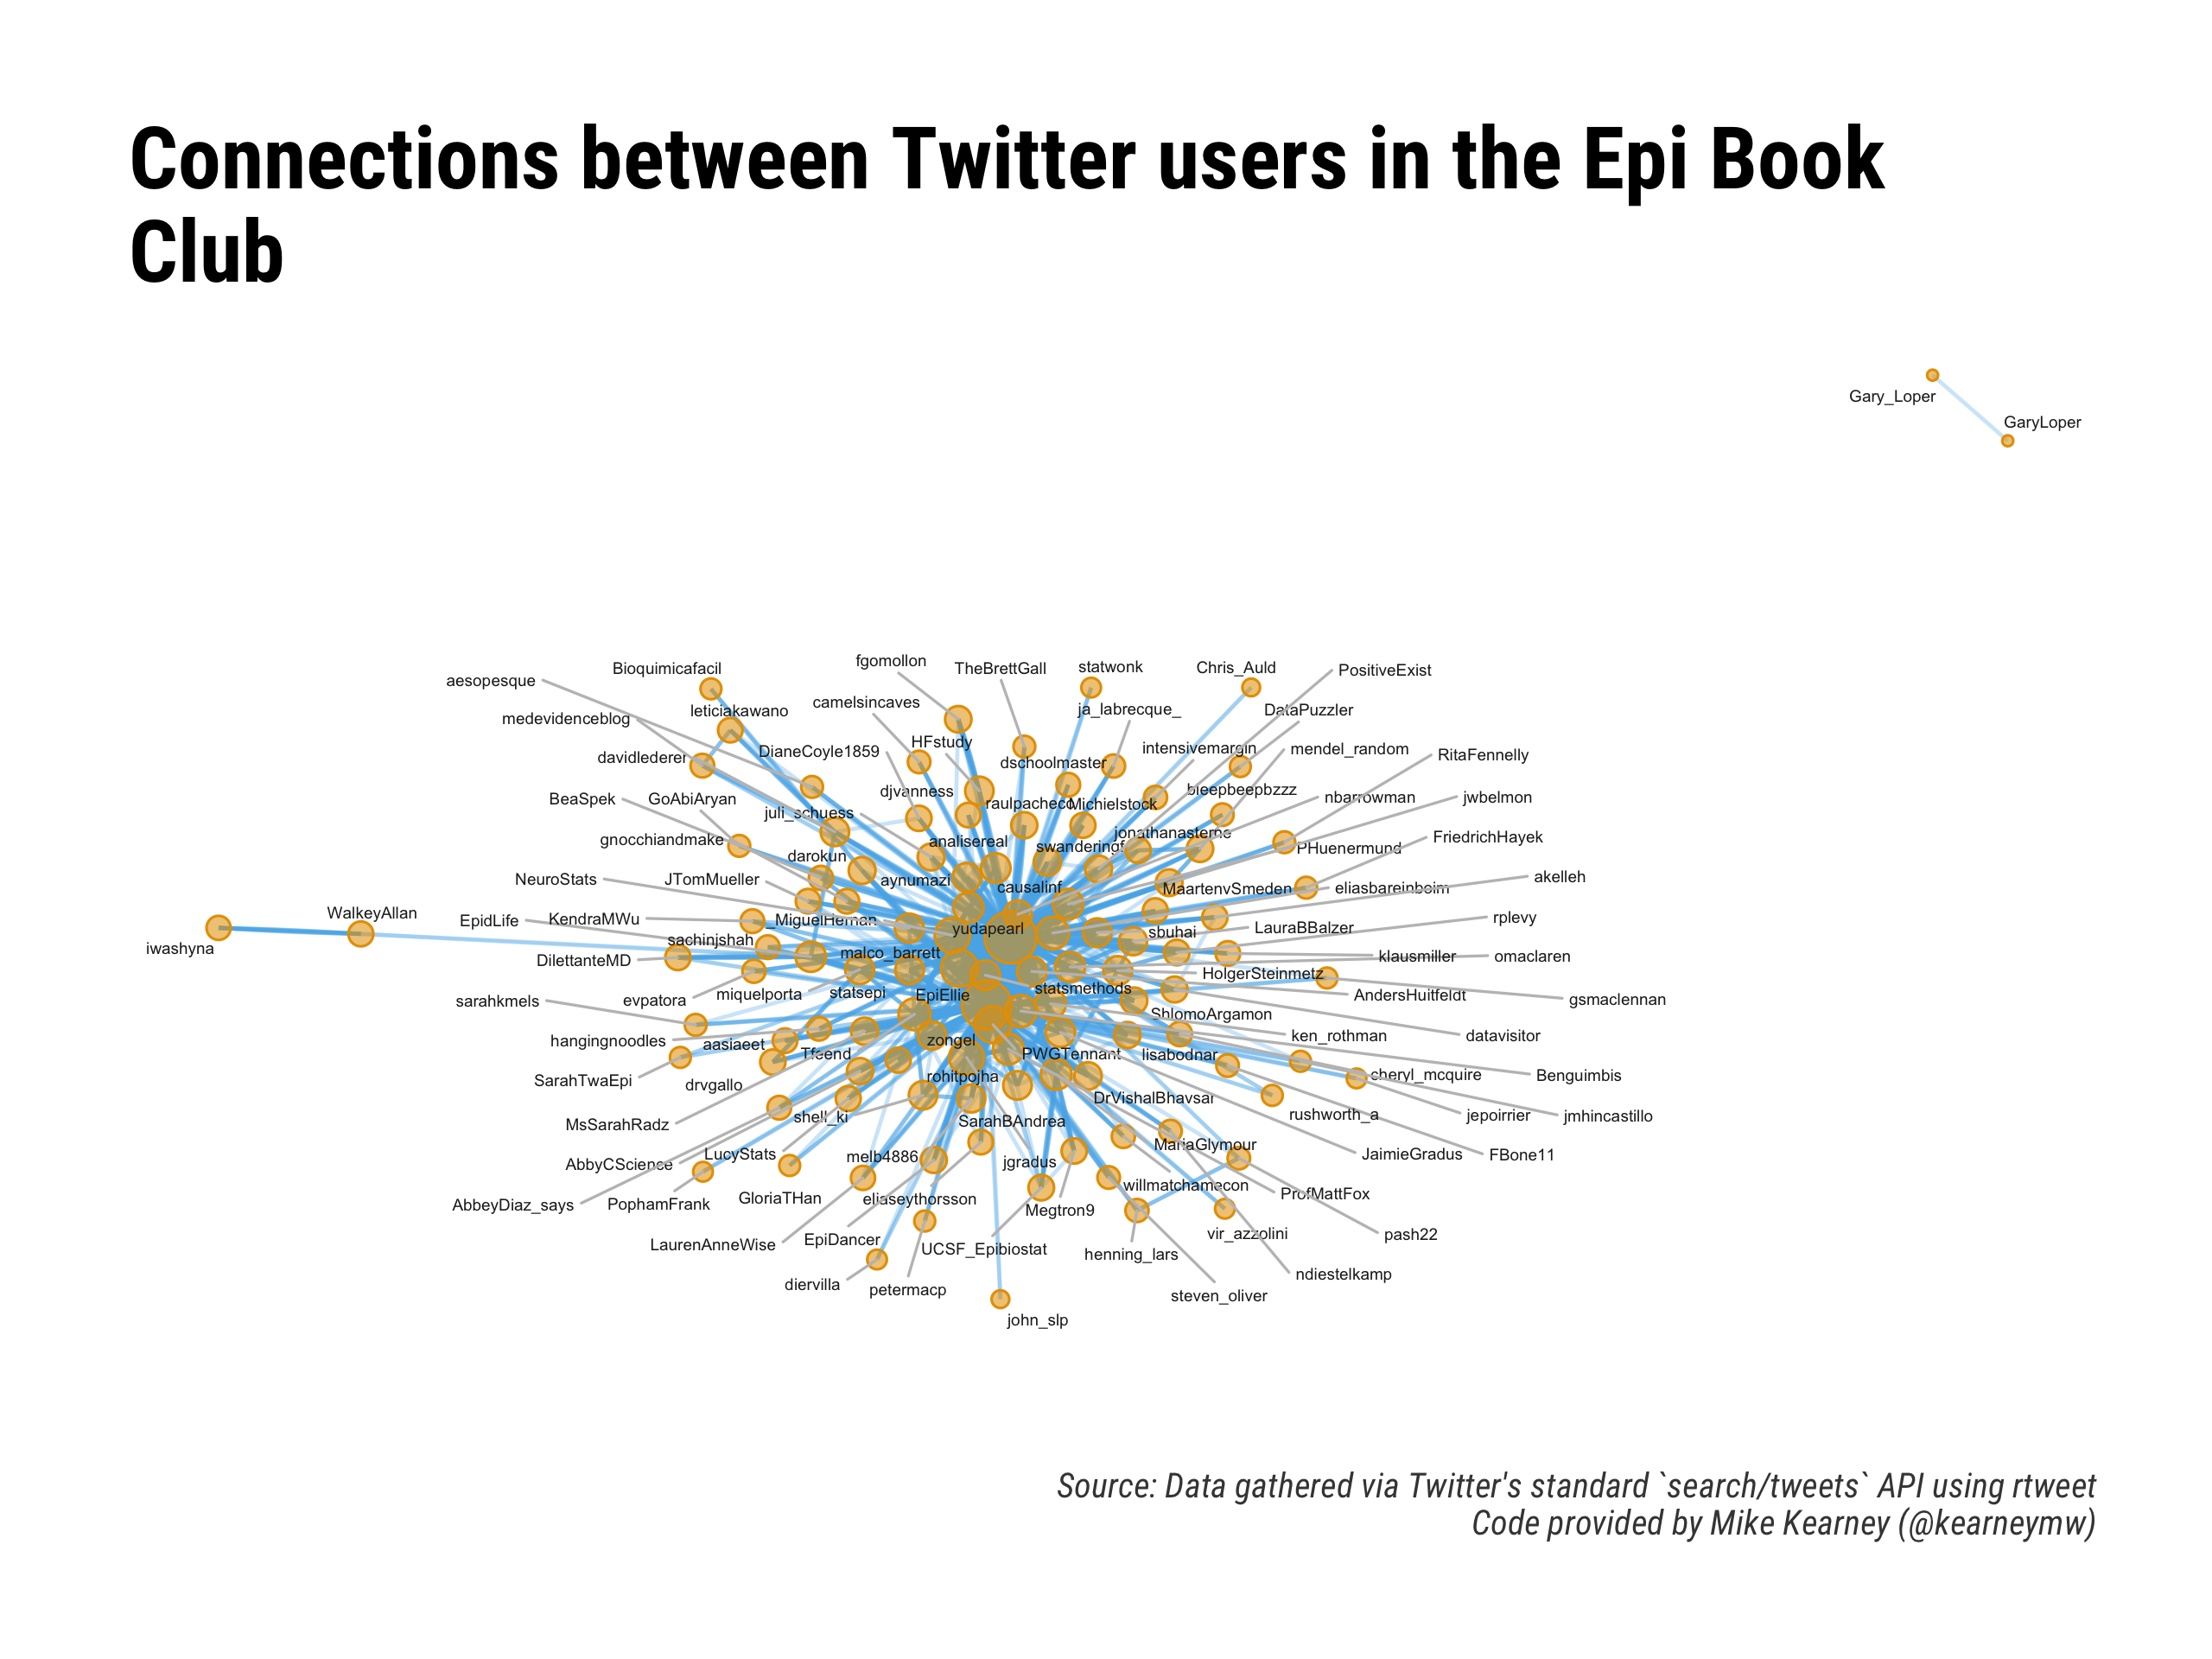 Connections between Twitter users in the Epi Book
Club
Gary_Loper
GaryLoper
fgomollon
Bioquimicafacil
TheBrettGall
statwonk
Chris_Auld
PositiveExist
aesopesque
camelsincaves
leticiakawano
ja_labrecque_
DataPuzzler
medevidenceblog
HFstudy
DianeCoyle1859
intensivemargin
mendel_random
davidlederer
dschoolmaster
RitaFennelly
djvanness
bleepbeepbzzz
BeaSpek
GoAbiAryan
raulpacheco
Michielstock
nbarrowman
jwbelmon
juli_schuess
jonathanasterne
gnocchiandmake
analisereal
swanderingf
PHuenermund
FriedrichHayek
darokun
NeuroStats
JTomMueller
aynumazi
causalinf
MaartenvSmeden
eliasbareinboim
akelleh
WalkeyAllan
EpidLife
KendraMWu
_MiguelHernan
yudapearl
sbuhai
LauraBBalzer
rplevy
iwashyna
sachinjshah
malco_barrett
DilettanteMD
klausmiller
omaclaren
HolgerSteinmetz
sarahkmels
evpatora
miquelporta
statsepi
EpiEllie
statsmethods
AndersHuitfeldt
gsmaclennan
ShlomoArgamon
hangingnoodles
aasiaeet
Tfeend
zongel
PWGTennant
lisabodnar
ken_rothman
datavisitor
SarahTwaEpi
drvgallo
rohitpojha
cheryl_mcquire
Benguimbis
DrVishalBhavsar
MsSarahRadz
shell_ki
SarahBAndrea
rushworth_a
jepoirrier
jmhincastillo
AbbyCScience
LucyStats
melb4886
jgradus
MariaGlymour
JaimieGradus
FBone11
AbbeyDiaz_says
PophamFrank
GloriaTHan
eliaseythorsson
Megtron9
willmatchamecon
ProfMattFox
LaurenAnneWise
EpiDancer
UCSF_Epibiostat
henning_lars
vir_azzolini
pash22
diervilla
petermacp
steven_oliver
ndiestelkamp
john_slp
Source: Data gathered via Twitter's standard `search/tweets` API using rtweet
Code provided by Mike Kearney (@kearneymw)